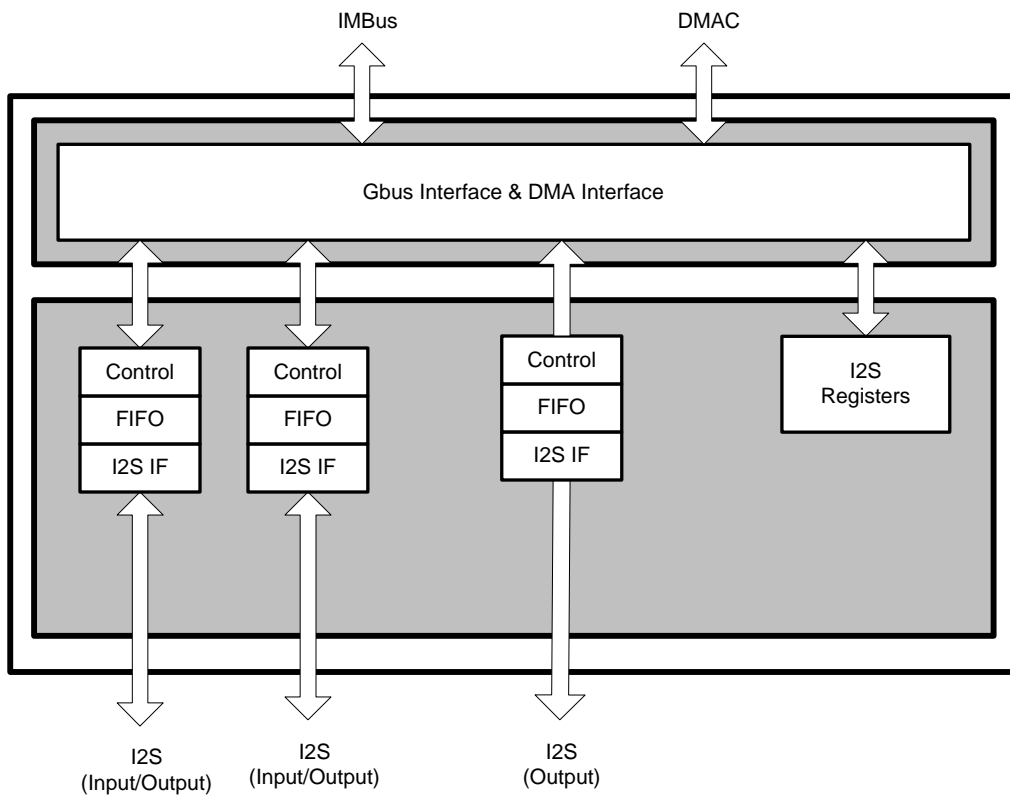 IMBus
DMAC
Gbus Interface & DMA Interface
Control
FIFO
I2S IF
Control
FIFO
I2S IF
Control
FIFO
I2S IF
I2S
Registers
I2S
(Input/Output)
I2S
(Input/Output)
I2S
(Output)